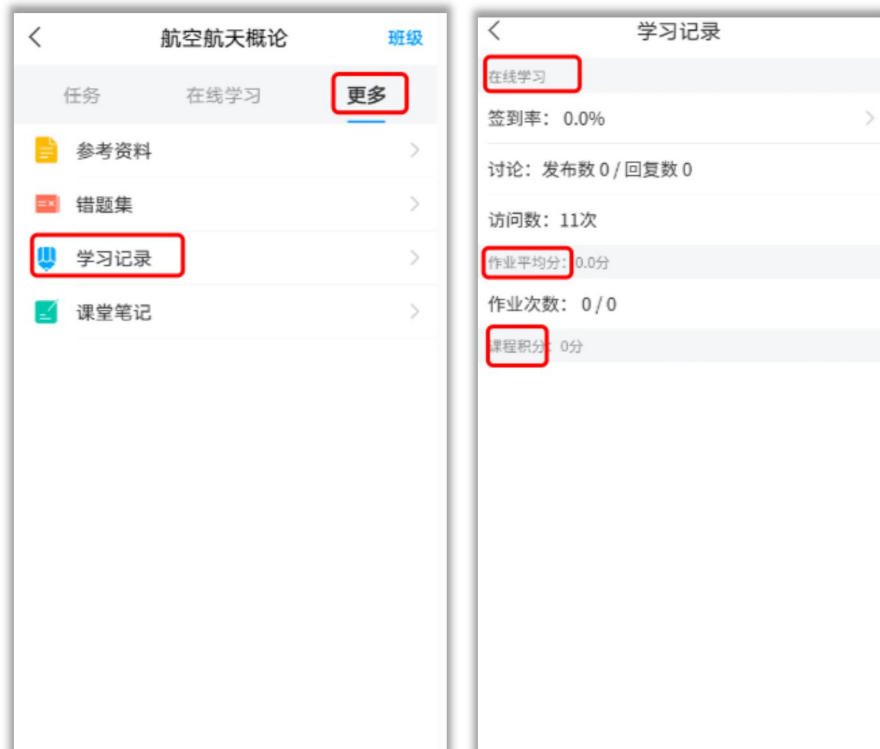 航空航天概论
班级
任务
在线学习
更多
参考资料
错题集
学习记录
课堂笔记
学习记录
在线学习
签到率： 0.0%
讨论：发布数 0 / 回复数 0
访问数：11次
作业平均分：0.0分
作业次数： 0 / 0
课程积分：0分